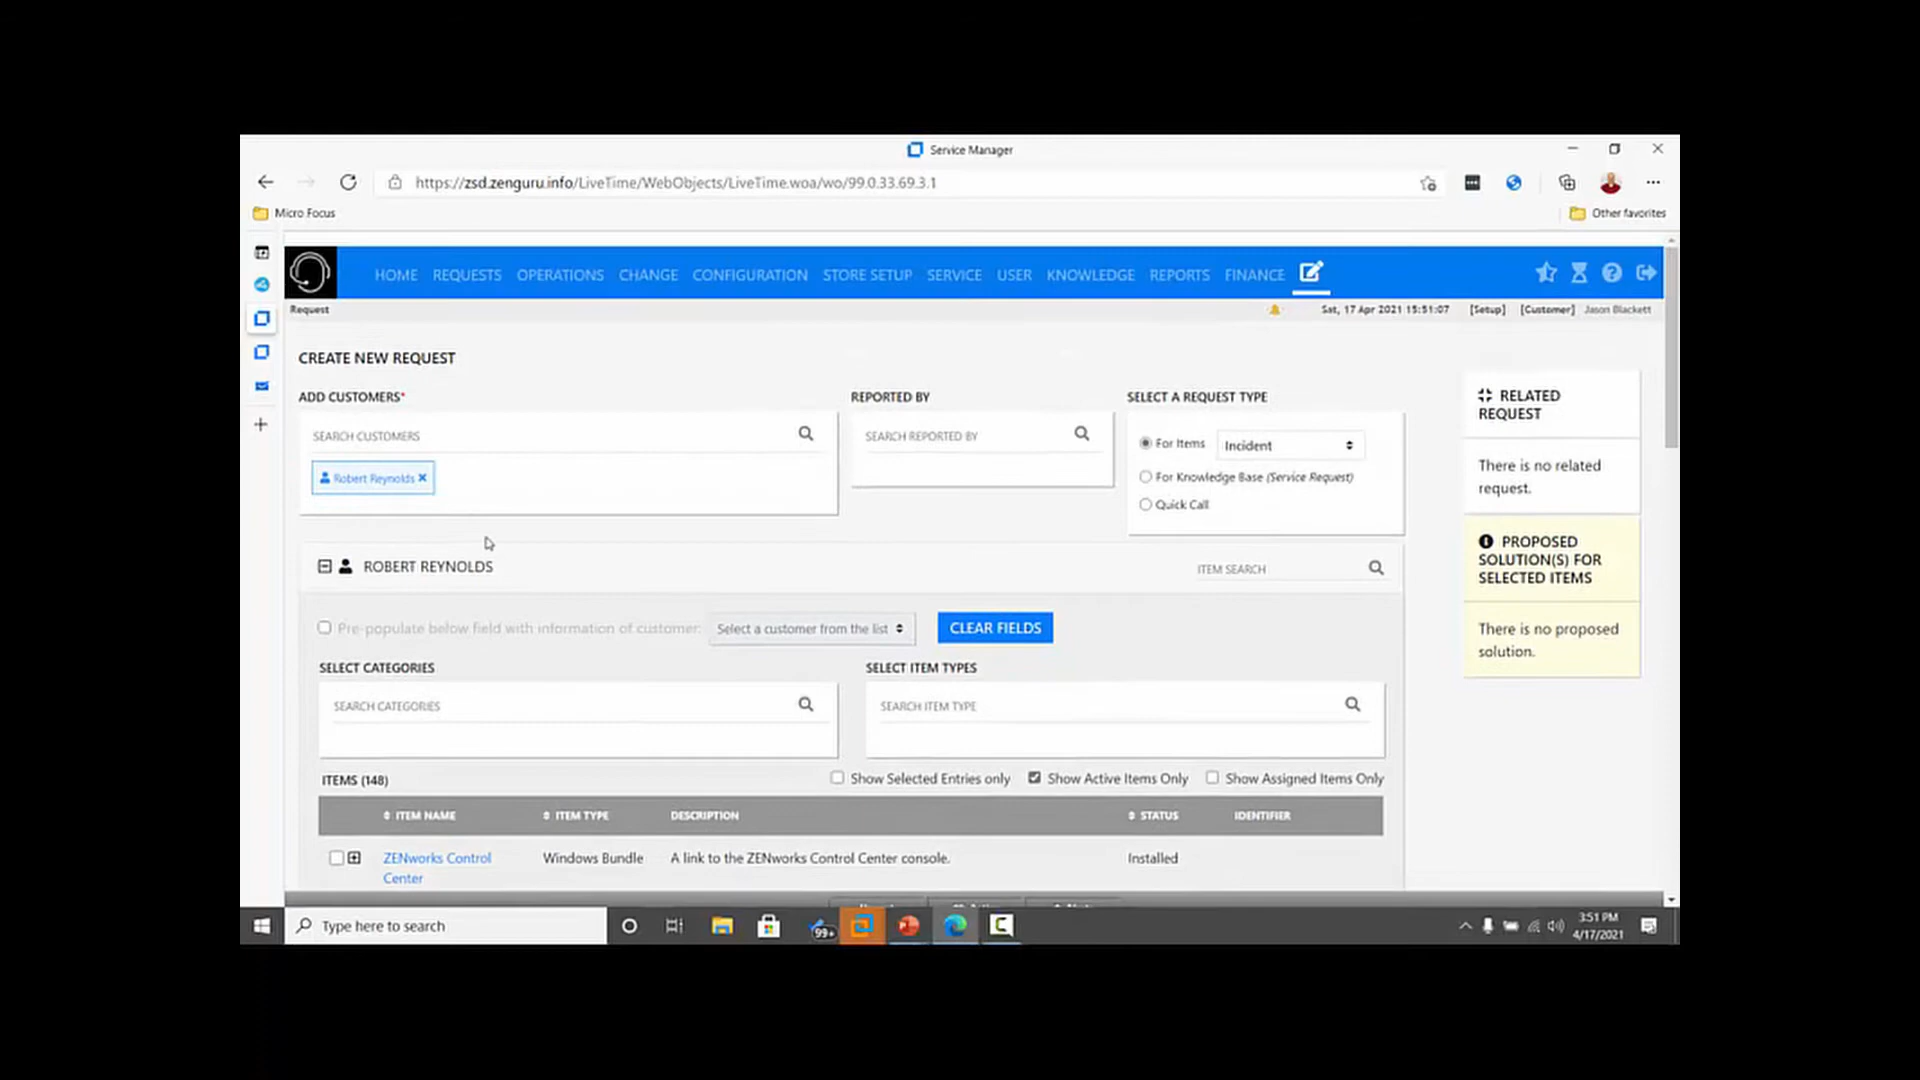 Service Manager
https://zsd.zenguru.info/LiveTime/WebObjects/LiveTime.woa/wo/99.0.33.69.3.1
Micro Focus
Other favorites
HOME REQUESTS OPERATIONS CHANGE CONFIGURATION STORE SETUP SERVICE USER KNOWLEDGE REPORTS FINANCE
Request
Sat, 17 Apr 2021 15:51:07 [Setup] [Customer] Jason Blackett
CREATE NEW REQUEST
ADD CUSTOMERS*
REPORTED BY
SELECT A REQUEST TYPE
SEARCH CUSTOMERS
SEARCH REPORTED BY
For Items
Incident
Robert Reynolds
For Knowledge Base (Service Request)
Quick Call
RELATED
REQUEST
There is no related
request.
PROPOSED
SOLUTION(S) FOR
SELECTED ITEMS
There is no proposed
solution.
ROBERT REYNOLDS
ITEM SEARCH
Pre-populate below field with information of customer:
Select a customer from the list
CLEAR FIELDS
SELECT CATEGORIES
SELECT ITEM TYPES
SEARCH CATEGORIES
SEARCH ITEM TYPE
ITEMS (148)
Show Selected Entries only
Show Active Items Only
Show Assigned Items Only
ITEM NAME ITEM TYPE DESCRIPTION STATUS IDENTIFIER
ZENworks Control
Center
Windows Bundle
A link to the ZENworks Control Center console.
Installed
Type here to search
99+
3:51 PM
4/17/2021